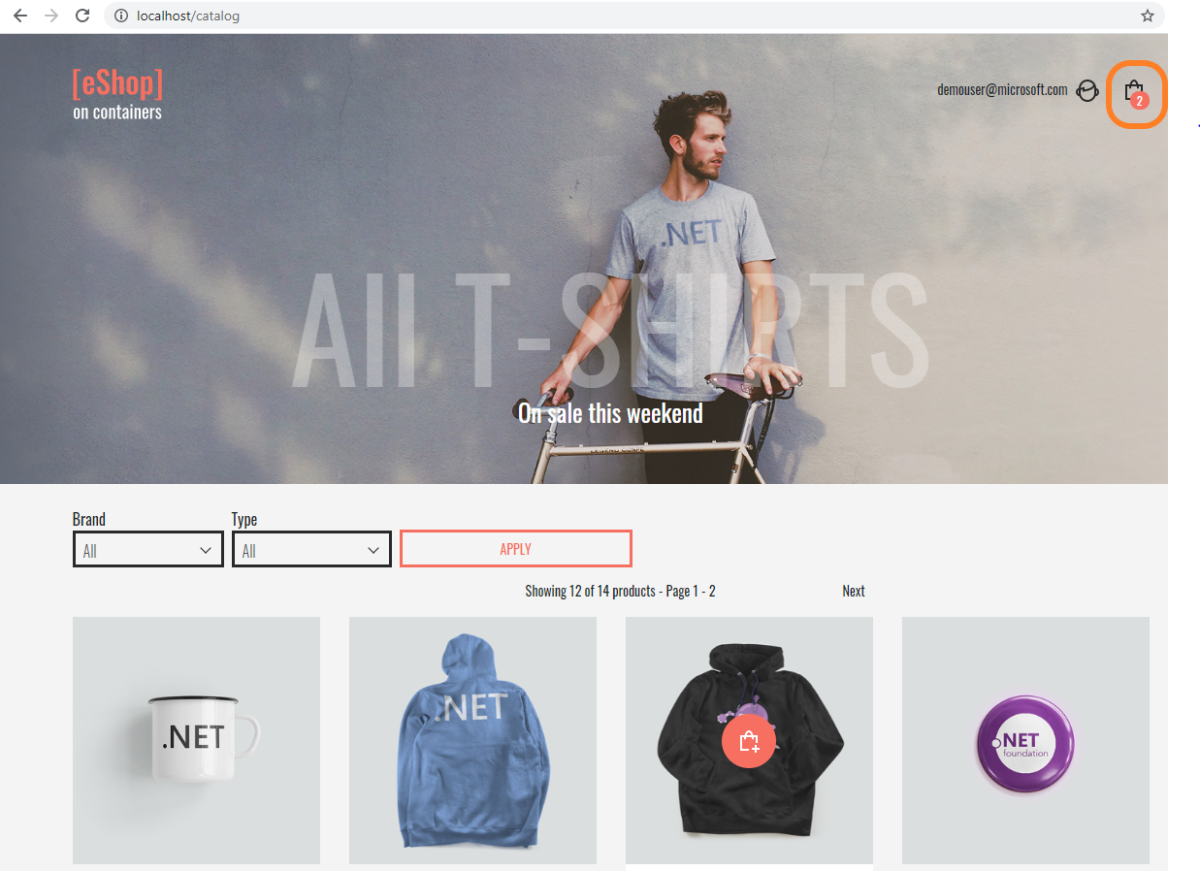 localhost/catalog
[eShop]
on containers
demouser@microsoft.com
2
.NET
All T-SHIRTS
On sale this weekend
Brand
Type
All
All
APPLY
Showing 12 of 14 products - Page 1 - 2
Next
.NET
.NET
.NET
foundation